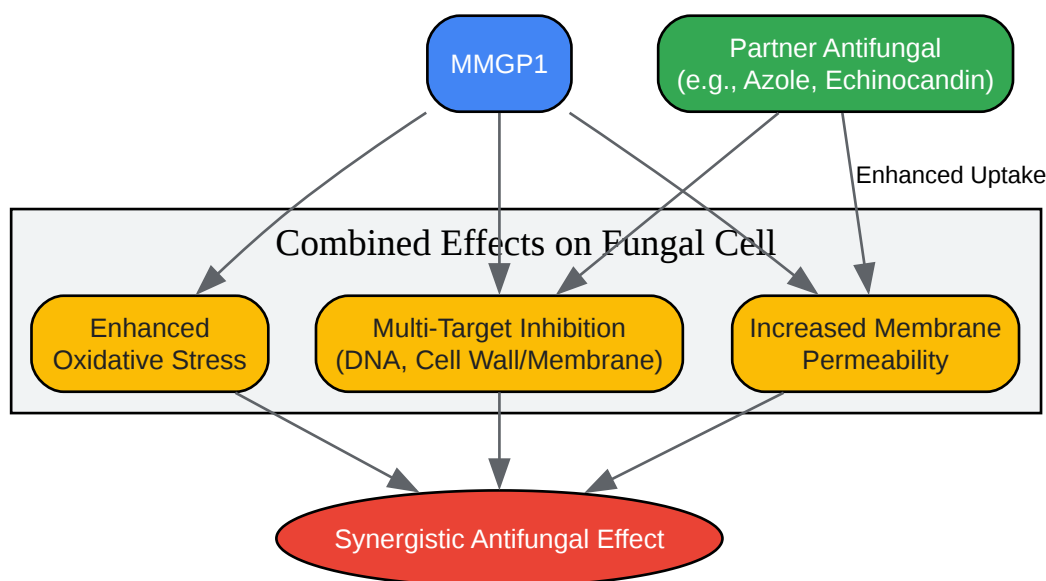 MMGP1
Partner Antifungal
(e.g., Azole, Echinocandin)
Enhanced Uptake
Combined Effects on Fungal Cell
Enhanced
Oxidative Stress
Multi-Target Inhibition
(DNA, Cell Wall/Membrane)
Increased Membrane
Permeability
Synergistic Antifungal Effect